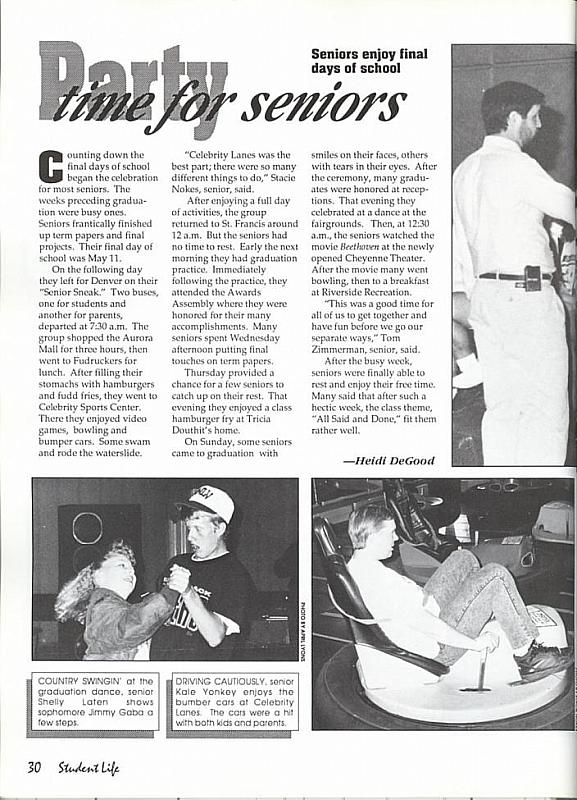 Party
time for seniors
Seniors enjoy final
days of school
Counting down the
final days of school
began the celebration
for most seniors. The
weeks preceding gradua-
tion were busy ones.
Seniors frantically finished
up term papers and final
projects. Their final day of
school was May 11.
On the following day
they left for Denver on their
"Senior Sneak." Two buses,
one for students and
another for parents,
departed at 7:30 a.m. The
group shopped the Aurora
Mall for three hours, then
went to Fudruckers for
lunch. After filling their
stomachs with hamburgers
and fudd fries, they went to
Celebrity Sports Center.
There they enjoyed video
games, bowling and
bumper cars. Some swam
and rode the waterslide.
"Celebrity Lanes was the
best part; there were so many
different things to do," Stacie
Nokes, senior, said.
After enjoying a full day
of activities, the group
returned to St. Francis around
12 a.m. But the seniors had
no time to rest. Early the next
morning they had graduation
practice. Immediately
following the practice, they
attended the Awards
Assembly where they were
honored for their many
accomplishments. Many
seniors spent Wednesday
afternoon putting final
touches on term papers.
Thursday provided a
chance for a few seniors to
catch up on their rest. That
evening they enjoyed a class
hamburger fry at Tricia
Douthit's home.
On Sunday, some seniors
came to graduation with
smiles on their faces, others
with tears in their eyes. After
the ceremony, many gradu-
ates were honored at recep-
tions. That evening they
celebrated at a dance at the
fairgrounds. Then, at 12:30
a.m., the seniors watched the
movie Beethoven at the newly
opened Cheyenne Theater.
After the movie many went
bowling, then to a breakfast
at Riverside Recreation.
"This was a good time for
all of us to get together and
have fun before we go our
separate ways," Tom
Zimmerman, senior, said.
After the busy week,
seniors were finally able to
rest and enjoy their free time.
Many said that after such a
hectic week, the class theme,
"All Said and Done," fit them
rather well.
—Heidi DeGood
PHOTO BY APRIL LYONS
COUNTRY SWINGIN' at the
graduation dance, senior
Shelly Laten shows
sophomore Jimmy Gaba a
few steps.
DRIVING CAUTIOUSLY, senior
Kale Yonkey enjoys the
bumper cars at Celebrity
Lanes. The cars were a hit
with both kids and parents.
30 Student Life